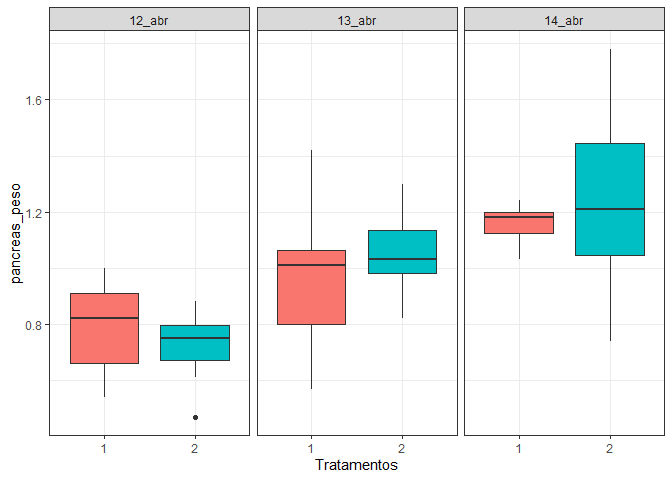 12_abr 13_abr 14_abr
pancreas_peso
1.6
1.2
0.8
1 2 1 2 1 2
Tratamentos